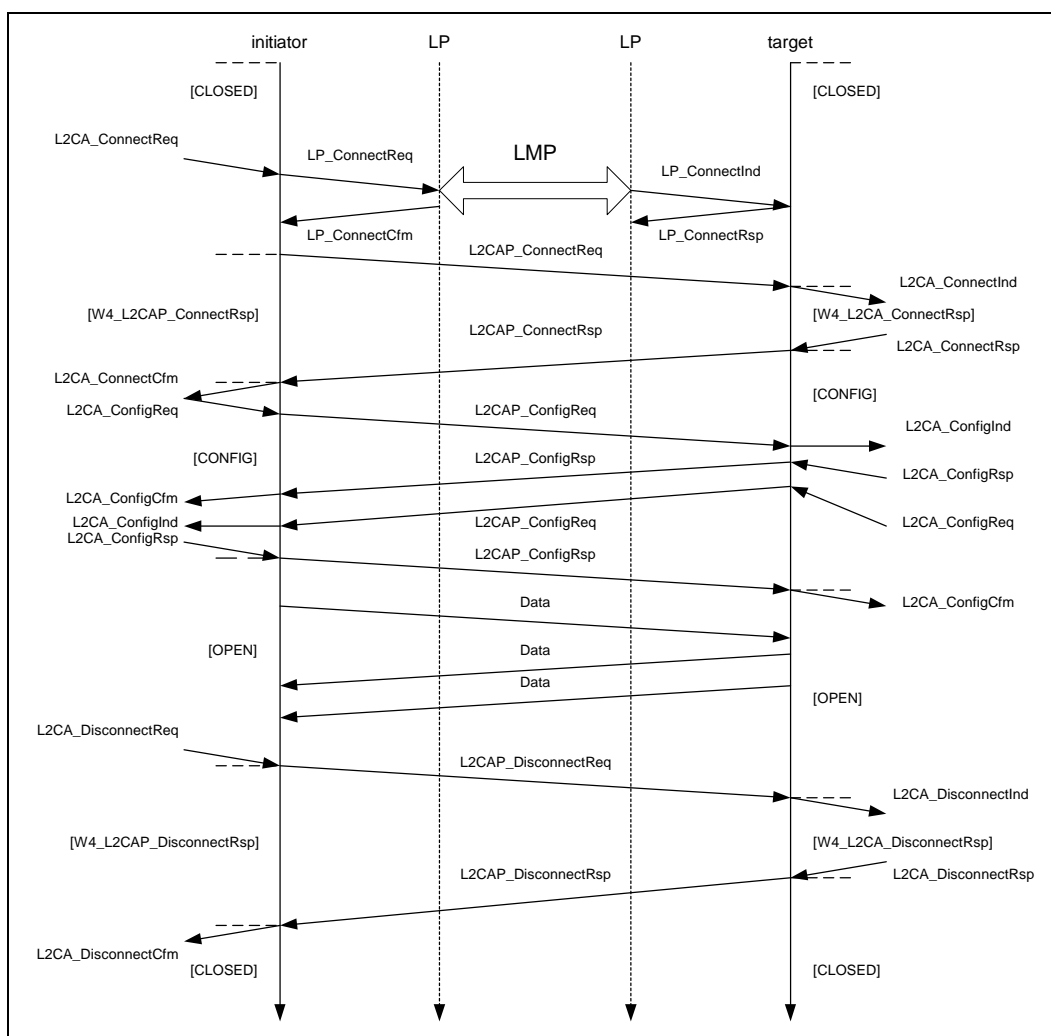 initiator LP LP target
[CLOSED] [CLOSED]
L2CA_ConnectReq
LP_ConnectReq LMP LP_ConnectInd
LP_ConnectCfm LP_ConnectRsp
L2CAP_ConnectReq
L2CA_ConnectInd
[W4_L2CAP_ConnectRsp] L2CAP_ConnectRsp [W4_L2CA_ConnectRsp]
L2CA_ConnectRsp
L2CA_ConnectCfm
[CONFIG]
L2CA_ConfigReq L2CAP_ConfigReq
L2CA_ConfigInd
[CONFIG] L2CAP_ConfigRsp
L2CA_ConfigRsp
L2CA_ConfigCfm
L2CA_ConfigInd L2CAP_ConfigReq L2CA_ConfigReq
L2CA_ConfigRsp L2CAP_ConfigRsp
Data L2CA_ConfigCfm
[OPEN] Data
Data [OPEN]
L2CA_DisconnectReq
L2CAP_DisconnectReq
L2CA_DisconnectInd
[W4_L2CAP_DisconnectRsp] [W4_L2CA_DisconnectRsp]
L2CAP_DisconnectRsp L2CA_DisconnectRsp
L2CA_DisconnectCfm
[CLOSED] [CLOSED]